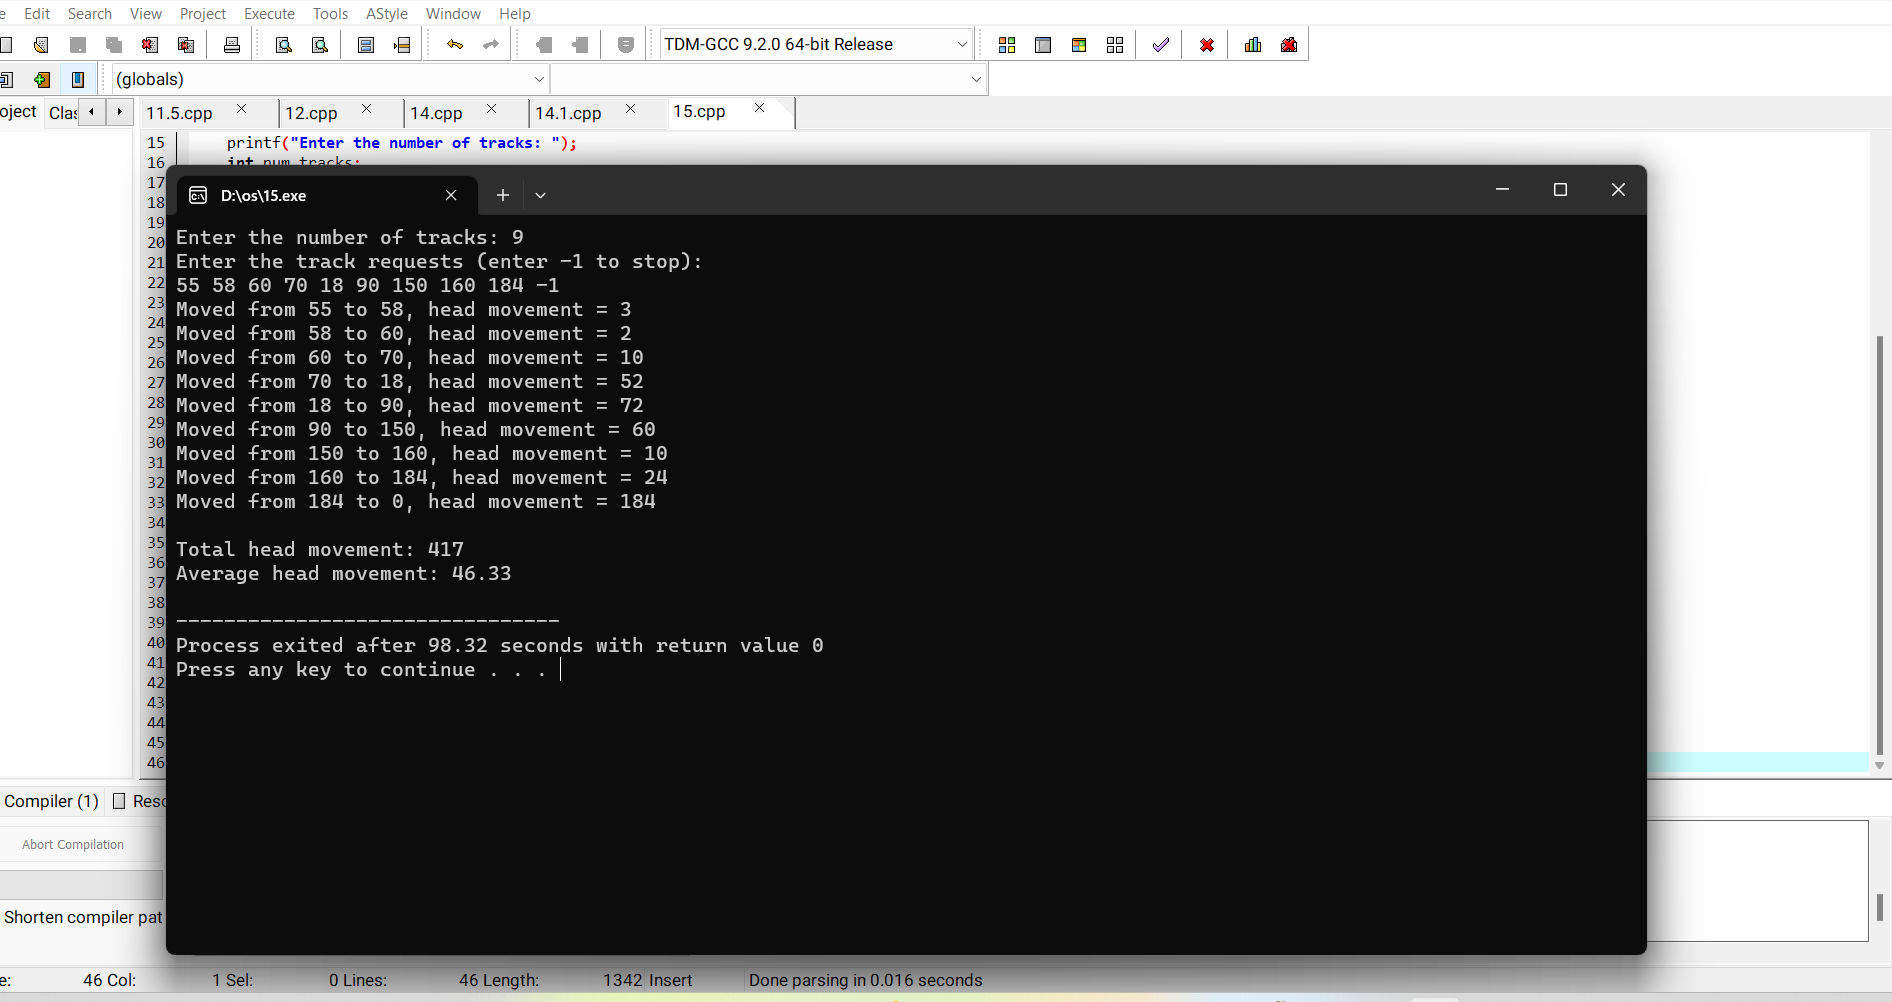 e Edit Search View Project Execute Tools AStyle Window Help
TDM-GCC 9.2.0 64-bit Release
(globals)
oject Clas 11.5.cpp 12.cpp 14.cpp 14.1.cpp 15.cpp
15 printf("Enter the number of tracks: ");
16 int num_tracks;
17
18
19
20
21
22
23
24
25
26
27
28
29
30
31
32
33
34
35
36
37
38
39
40
41
42
43
44
45
46
D:\os\15.exe
Enter the number of tracks: 9
Enter the track requests (enter -1 to stop):
55 58 60 70 18 90 150 160 184 -1
Moved from 55 to 58, head movement = 3
Moved from 58 to 60, head movement = 2
Moved from 60 to 70, head movement = 10
Moved from 70 to 18, head movement = 52
Moved from 18 to 90, head movement = 72
Moved from 90 to 150, head movement = 60
Moved from 150 to 160, head movement = 10
Moved from 160 to 184, head movement = 24
Moved from 184 to 0, head movement = 184
Total head movement: 417
Average head movement: 46.33
--------------------------------
Process exited after 98.32 seconds with return value 0
Press any key to continue . . .
Compiler (1) Reso
Abort Compilation
Shorten compiler pat
e: 46 Col: 1 Sel: 0 Lines: 46 Length: 1342 Insert Done parsing in 0.016 seconds